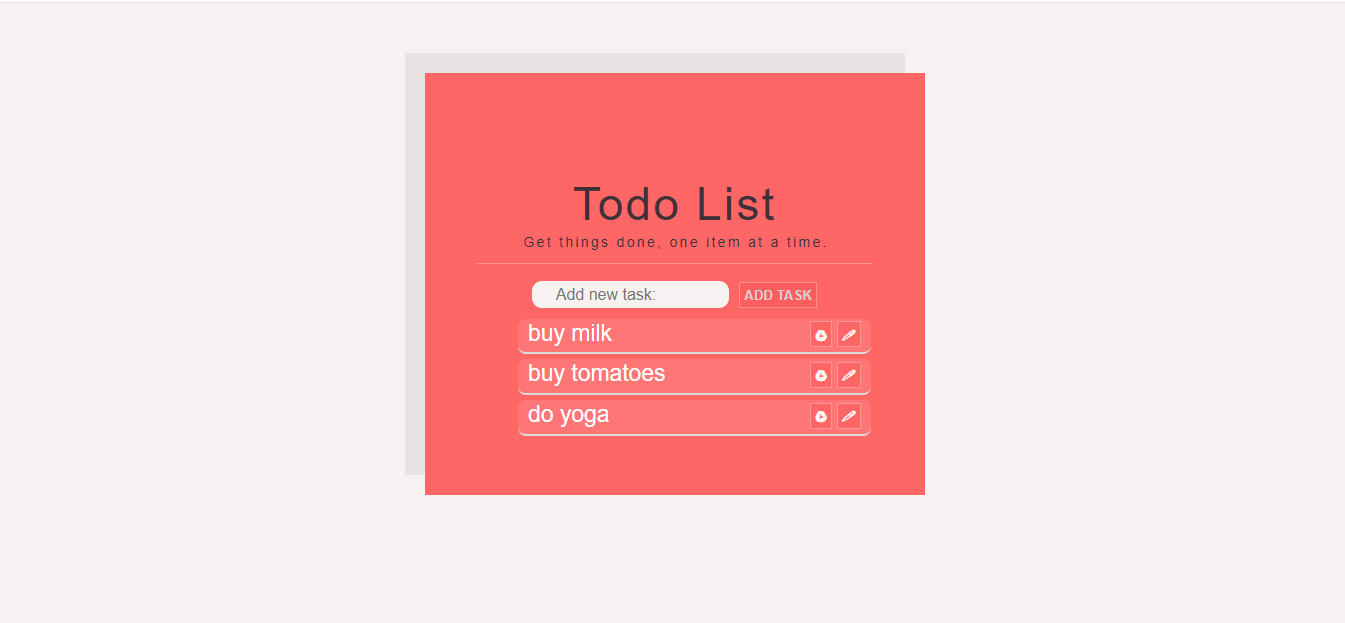 Todo List
Get things done, one item at a time.
Add new task: ADD TASK
buy milk
buy tomatoes
do yoga